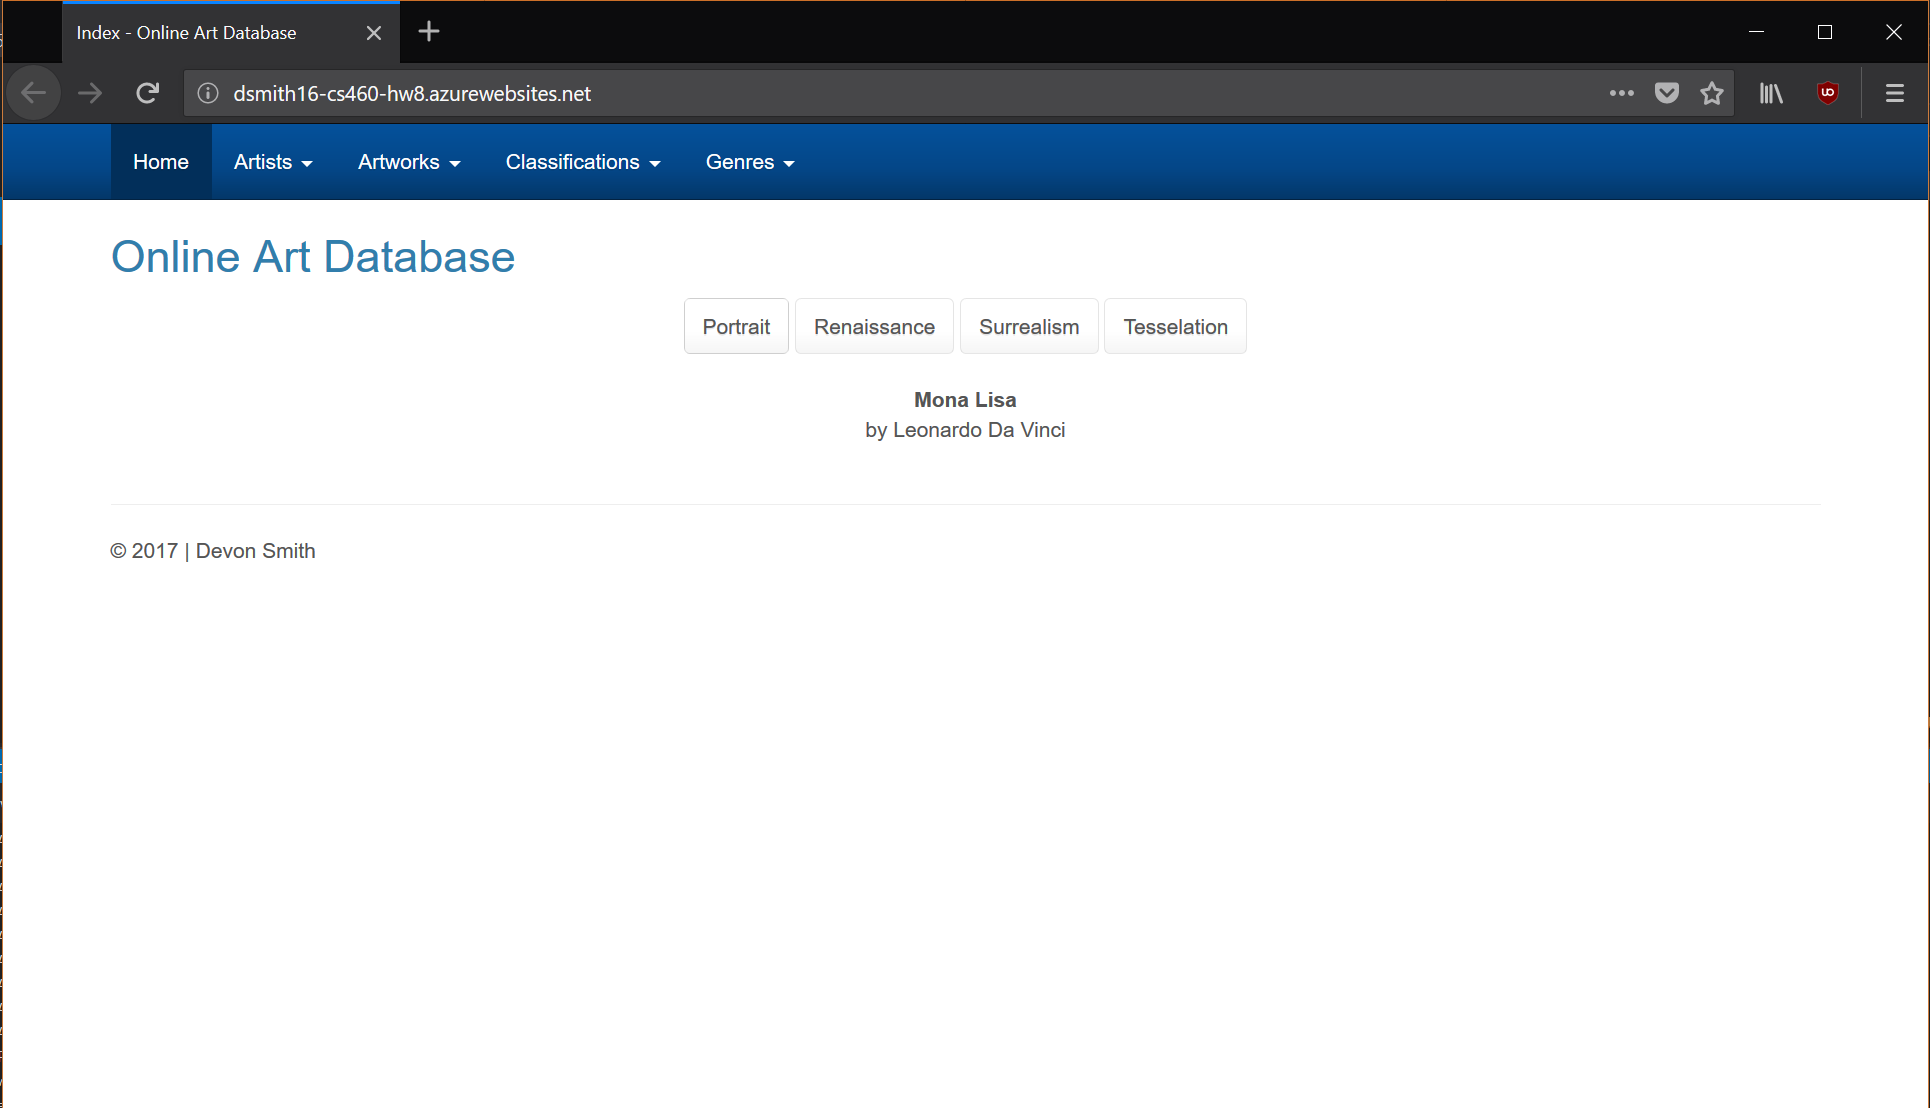 Index - Online Art Database
dsmith16-cs460-hw8.azurewebsites.net
Home Artists Artworks Classifications Genres
Online Art Database
Portrait Renaissance Surrealism Tesselation
Mona Lisa
by Leonardo Da Vinci
© 2017 | Devon Smith